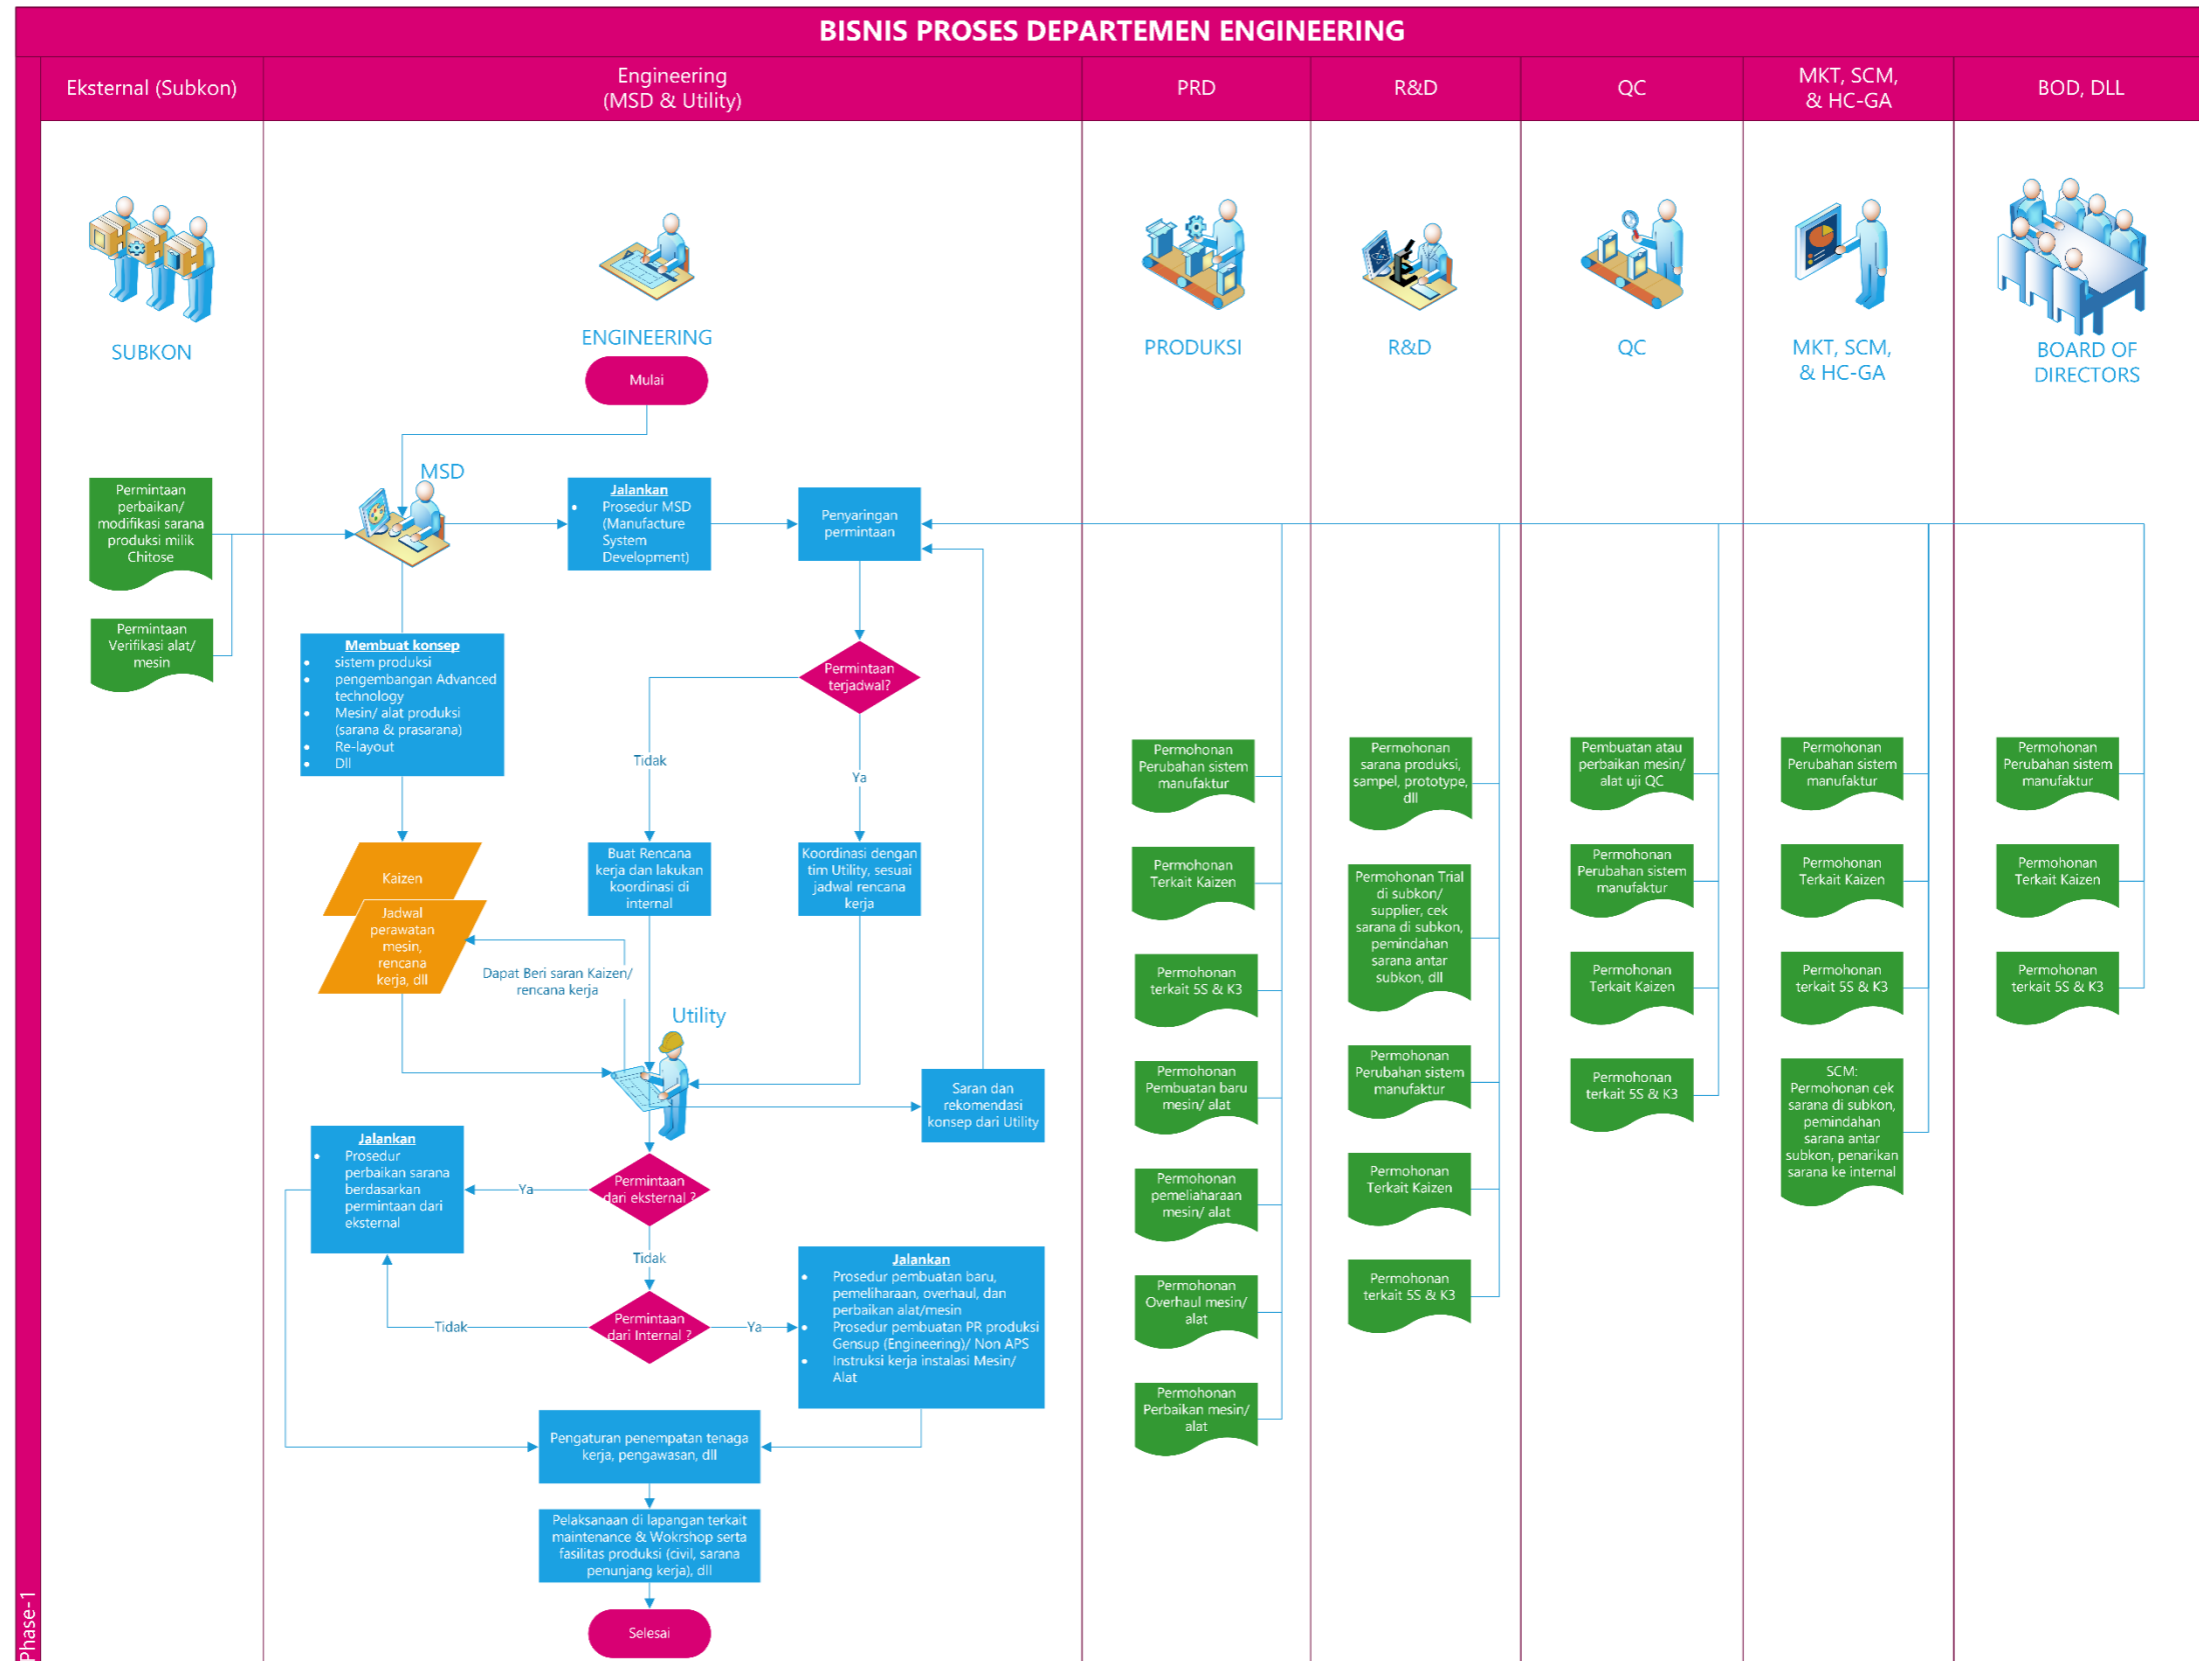 BISNIS PROSES DEPARTEMEN ENGINEERING
Eksternal (Subkon)
Engineering
(MSD & Utility)
PRD
R&D
QC
MKT, SCM,
& HC-GA
BOD, DLL
SUBKON
ENGINEERING
PRODUKSI
R&D
QC
MKT, SCM,
& HC-GA
BOARD OF
DIRECTORS
Mulai
Permintaan
perbaikan/
modifikasi sarana
produksi milik
Chitose
Permintaan
Verifikasi alat/
mesin
MSD
Jalankan
• Prosedur MSD
(Manufacture
System
Development)
Penyaringan
permintaan
Membuat konsep
• sistem produksi
• pengembangan Advanced
technology
• Mesin/ alat produksi
(sarana & prasarana)
• Re-layout
• Dll
Permintaan
terjadwal?
Tidak
Ya
Kaizen
Jadwal
perawatan
mesin,
rencana
kerja, dll
Buat Rencana
kerja dan lakukan
koordinasi di
internal
Koordinasi dengan
tim Utility, sesuai
jadwal rencana
kerja
Dapat Beri saran Kaizen/
rencana kerja
Utility
Saran dan
rekomendasi
konsep dari Utility
Jalankan
• Prosedur
perbaikan sarana
berdasarkan
permintaan dari
eksternal
Ya
Permintaan
dari eksternal ?
Tidak
Permintaan
dari Internal ?
Tidak
Ya
Jalankan
• Prosedur pembuatan baru,
pemeliharaan, overhaul, dan
perbaikan alat/mesin
• Prosedur pembuatan PR produksi
Gensup (Engineering)/ Non APS
• Instruksi kerja instalasi Mesin/
Alat
Pengaturan penempatan tenaga
kerja, pengawasan, dll
Pelaksanaan di lapangan terkait
maintenance & Wokrshop serta
fasilitas produksi (civil, sarana
penunjang kerja), dll
Selesai
Permohonan
Perubahan sistem
manufaktur
Permohonan
Terkait Kaizen
Permohonan
terkait 5S & K3
Permohonan
Pembuatan baru
mesin/ alat
Permohonan
pemeliaharaan
mesin/ alat
Permohonan
Overhaul mesin/
alat
Permohonan
Perbaikan mesin/
alat
Permohonan
sarana produksi,
sampel, prototype,
dll
Permohonan Trial
di subkon/
supplier, cek
sarana di subkon,
pemindahan
sarana antar
subkon, dll
Permohonan
Perubahan sistem
manufaktur
Permohonan
Terkait Kaizen
Permohonan
terkait 5S & K3
Pembuatan atau
perbaikan mesin/
alat uji QC
Permohonan
Perubahan sistem
manufaktur
Permohonan
Terkait Kaizen
Permohonan
terkait 5S & K3
Permohonan
Perubahan sistem
manufaktur
Permohonan
Terkait Kaizen
Permohonan
terkait 5S & K3
SCM:
Permohonan cek
sarana di subkon,
pemindahan
sarana antar
subkon, penarikan
sarana ke internal
Permohonan
Perubahan sistem
manufaktur
Permohonan
Terkait Kaizen
Permohonan
terkait 5S & K3
Phase-1